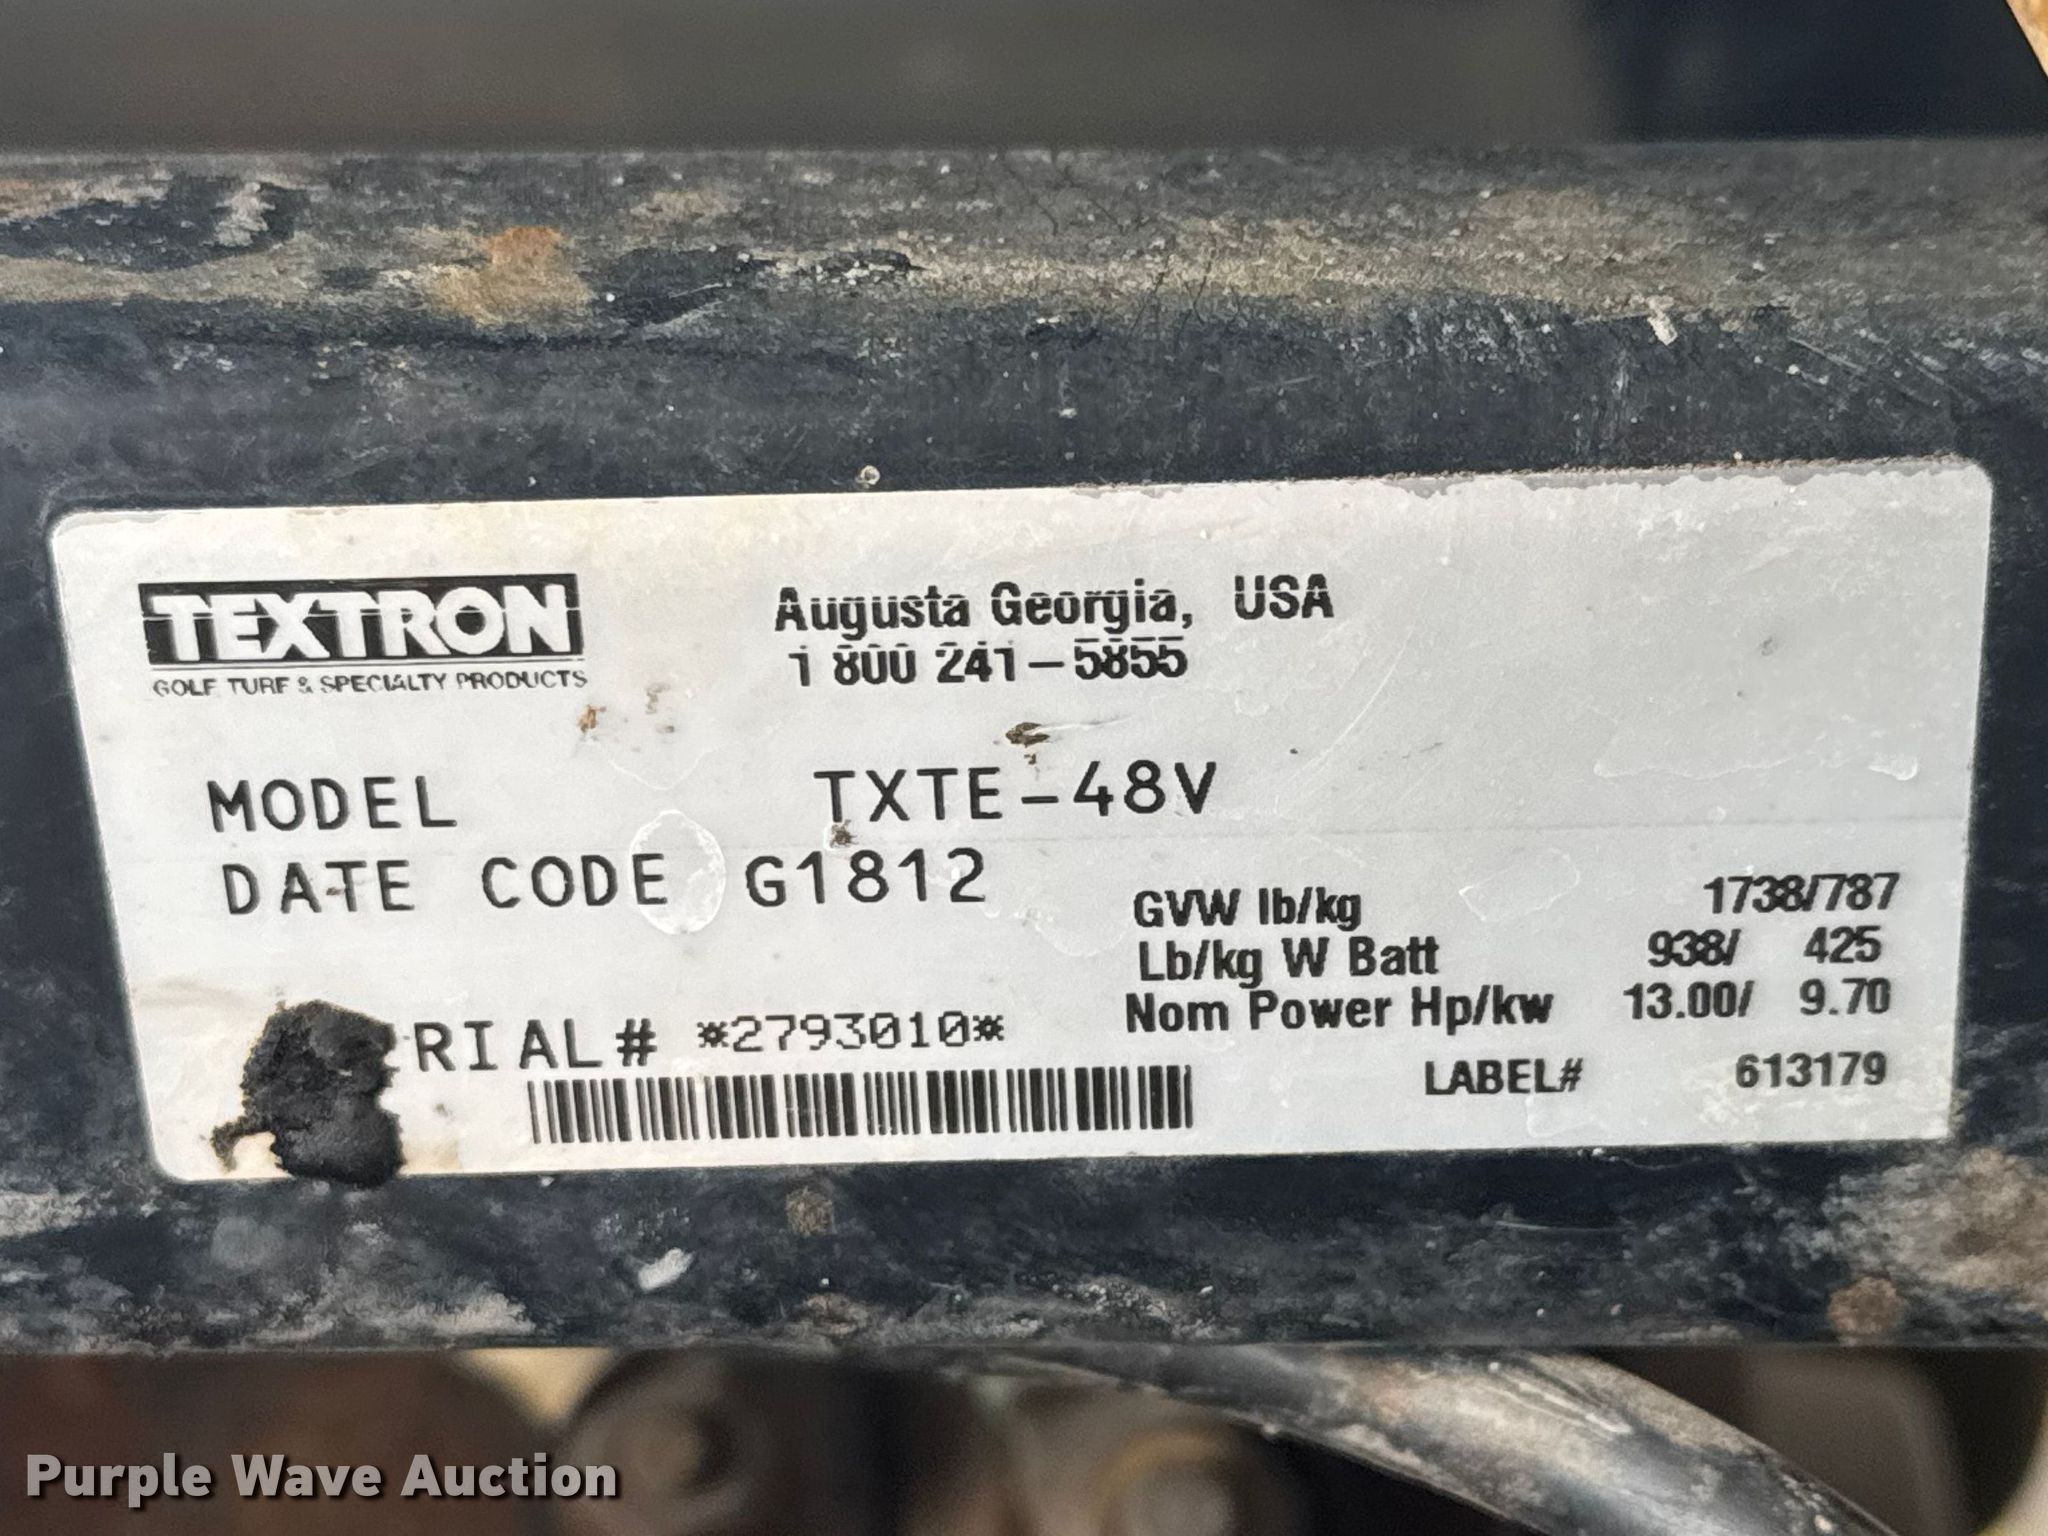 TEXTRON
GOLF TURF & SPECIALTY PRODUCTS
Augusta Georgia, USA
1 800 241-5855
MODEL TXTE-48V
DATE CODE G1812
GVW lb/kg 1738/787
Lb/kg W Batt 938/ 425
Nom Power Hp/kw 13.00/ 9.70
RIAL# *2793010*
LABEL# 613179
Purple Wave Auction